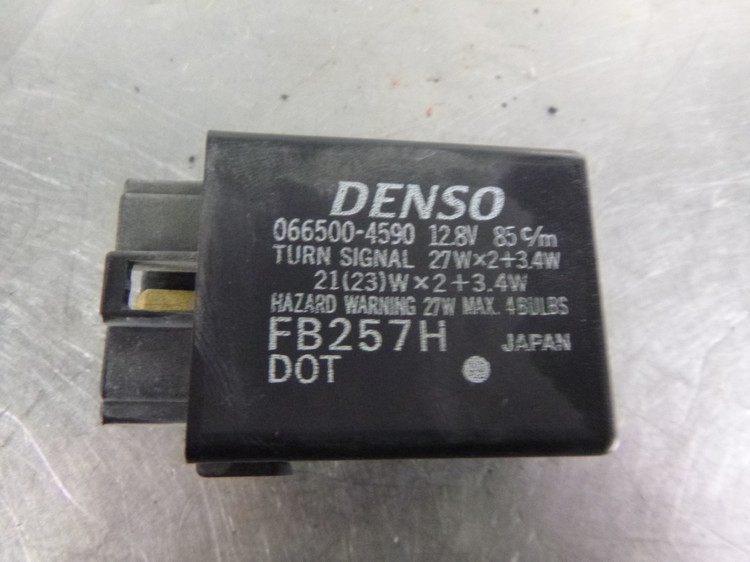 DENSO
066500-4590 12.8V 85 c/m
TURN SIGNAL 27W×2+3.4W
21(23)W×2+3.4W
HAZARD WARNING 27W MAX. 4BULBS
FB257H JAPAN
DOT